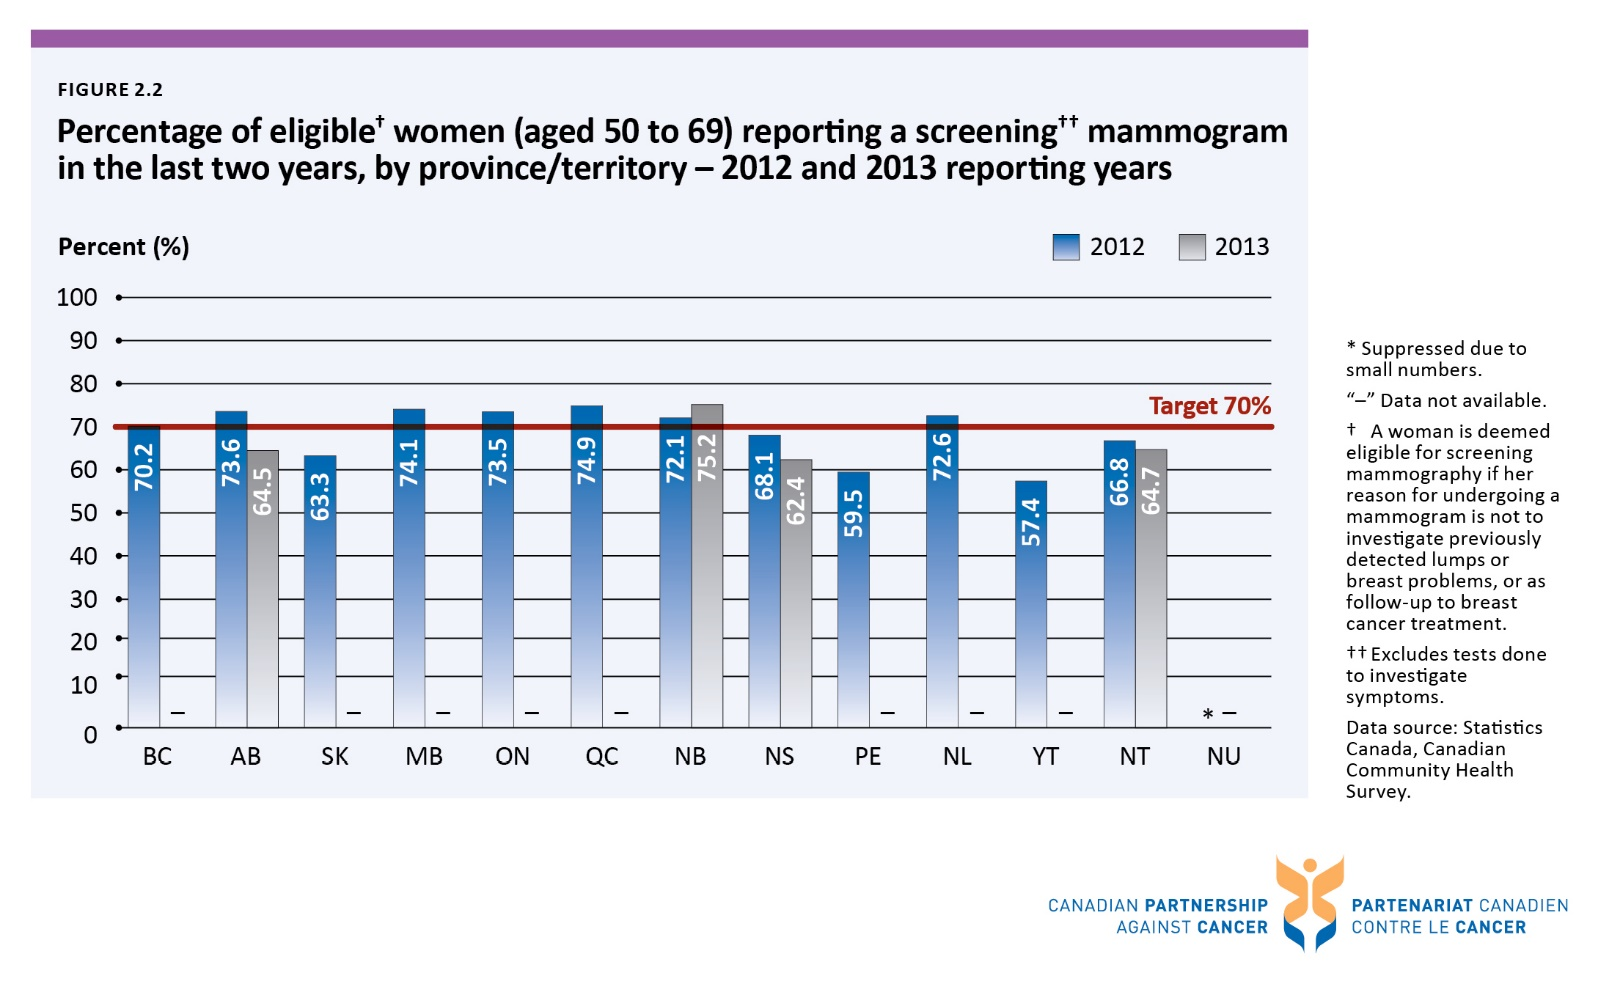 FIGURE 2.2
Percentage of eligible† women (aged 50 to 69) reporting a screening†† mammogram
in the last two years, by province/territory – 2012 and 2013 reporting years
Percent (%)
2012
2013
100
90
80
70
60
50
40
30
20
10
0
Target 70%
70.2
–
73.6
64.5
63.3
–
74.1
–
73.5
–
74.9
–
72.1
75.2
68.1
62.4
59.5
–
72.6
–
57.4
–
66.8
64.7
* –
BC AB SK MB ON QC NB NS PE NL YT NT NU
* Suppressed due to
small numbers.
“–” Data not available.
† A woman is deemed
eligible for screening
mammography if her
reason for undergoing a
mammogram is not to
investigate previously
detected lumps or
breast problems, or as
follow-up to breast
cancer treatment.
†† Excludes tests done
to investigate
symptoms.
Data source: Statistics
Canada, Canadian
Community Health
Survey.
CANADIAN PARTNERSHIP
AGAINST CANCER
PARTENARIAT CANADIEN
CONTRE LE CANCER